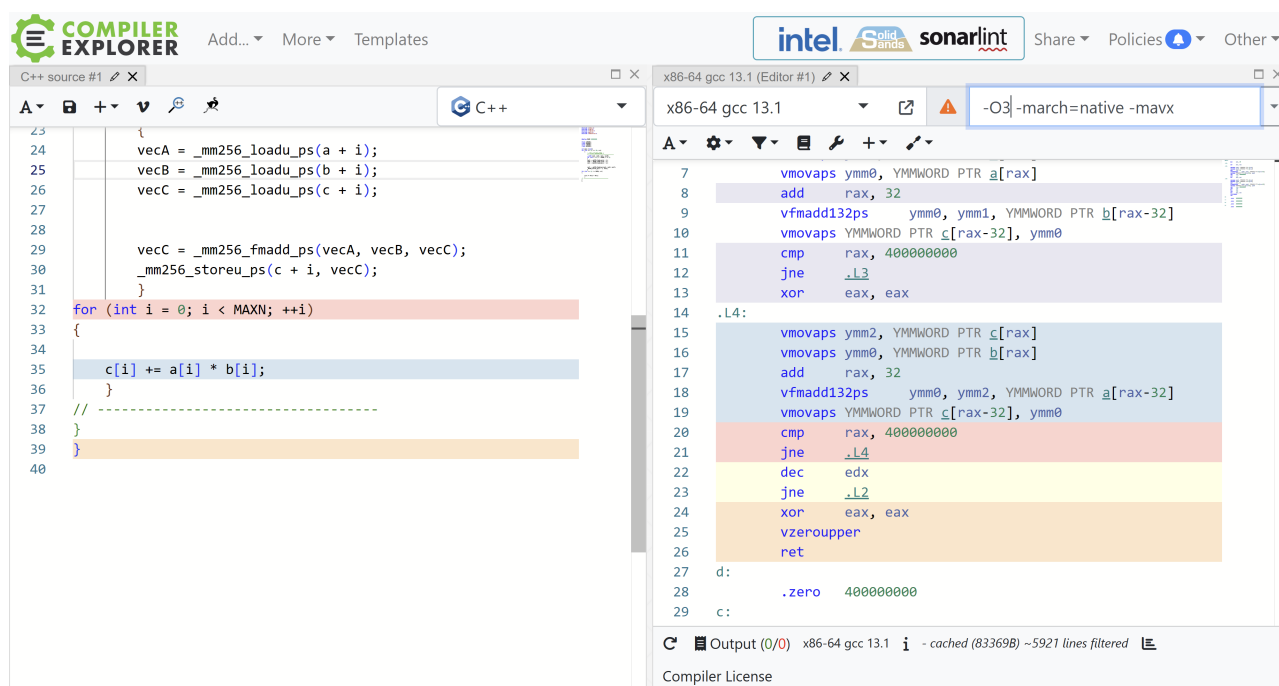 COMPILER
EXPLORER
Add...
More
Templates
intel.
Solid
Sands
sonarlint
Share
Policies
Other
C++ source #1
A
C++
23 {
24 vecA = _mm256_loadu_ps(a + i);
25 vecB = _mm256_loadu_ps(b + i);
26 vecC = _mm256_loadu_ps(c + i);
27
28
29 vecC = _mm256_fmadd_ps(vecA, vecB, vecC);
30 _mm256_storeu_ps(c + i, vecC);
31 }
32 for (int i = 0; i < MAXN; ++i)
33 {
34
35 c[i] += a[i] * b[i];
36 }
37 // -----------------------------------
38 }
39 }
40
x86-64 gcc 13.1 (Editor #1)
x86-64 gcc 13.1
-O3 -march=native -mavx
A
7 vmovaps ymm0, YMMWORD PTR a[rax]
8 add rax, 32
9 vfmadd132ps ymm0, ymm1, YMMWORD PTR b[rax-32]
10 vmovaps YMMWORD PTR c[rax-32], ymm0
11 cmp rax, 400000000
12 jne .L3
13 xor eax, eax
14 .L4:
15 vmovaps ymm2, YMMWORD PTR c[rax]
16 vmovaps ymm0, YMMWORD PTR b[rax]
17 add rax, 32
18 vfmadd132ps ymm0, ymm2, YMMWORD PTR a[rax-32]
19 vmovaps YMMWORD PTR c[rax-32], ymm0
20 cmp rax, 400000000
21 jne .L4
22 dec edx
23 jne .L2
24 xor eax, eax
25 vzeroupper
26 ret
27 d:
28 .zero 400000000
29 c:
Output (0/0) x86-64 gcc 13.1 i - cached (83369B) ~5921 lines filtered
Compiler License